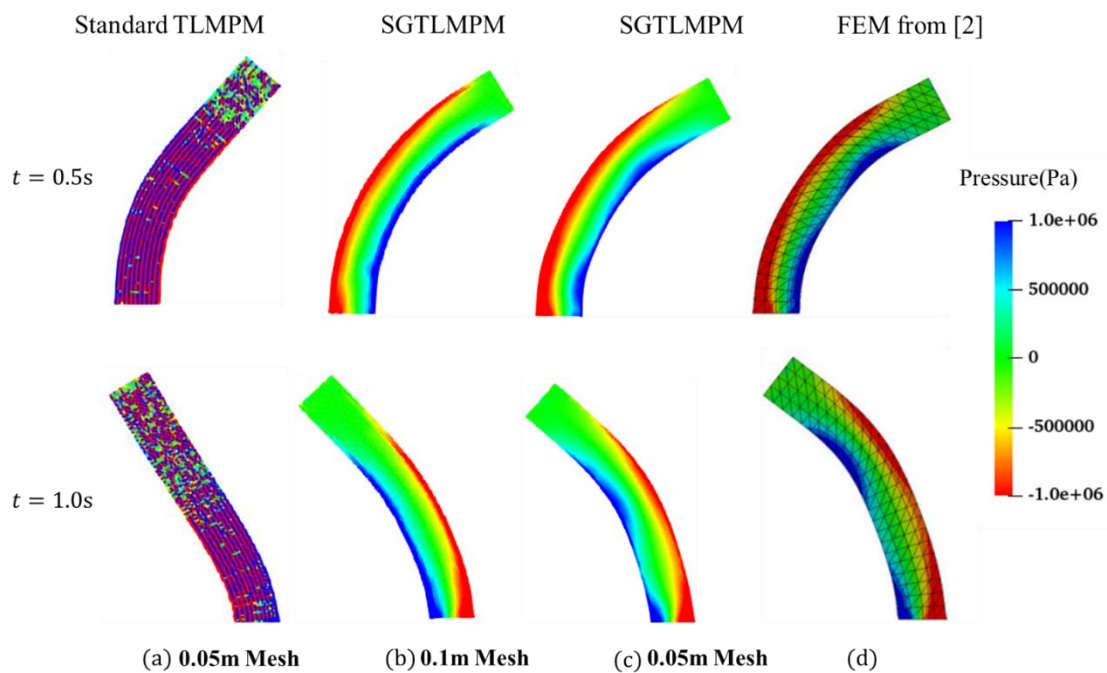 Standard TLMPM
SGTLMPM
SGTLMPM
FEM from [2]
t = 0.5s
Pressure(Pa)
1.0e+06
500000
0
-500000
-1.0e+06
t = 1.0s
(a) 0.05m Mesh
(b) 0.1m Mesh
(c) 0.05m Mesh
(d)